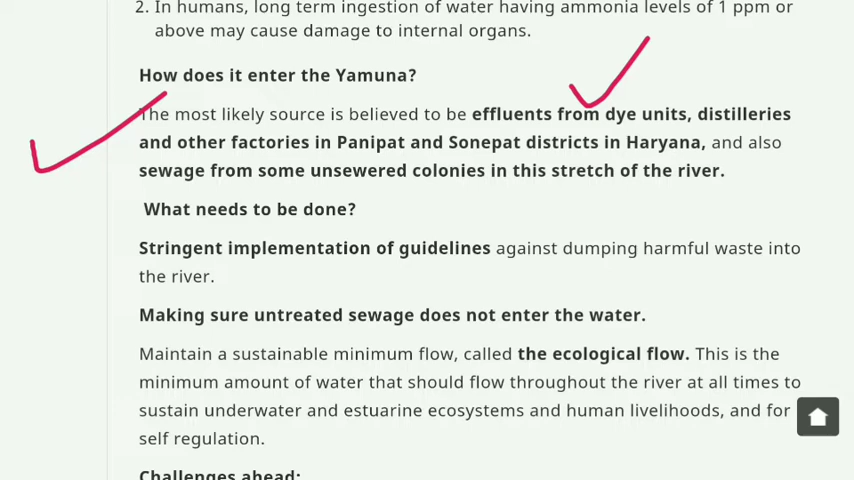 2. In humans, long term ingestion of water having ammonia levels of 1 ppm or
above may cause damage to internal organs.
How does it enter the Yamuna?
The most likely source is believed to be effluents from dye units, distilleries
and other factories in Panipat and Sonepat districts in Haryana, and also
sewage from some unsewered colonies in this stretch of the river.
What needs to be done?
Stringent implementation of guidelines against dumping harmful waste into
the river.
Making sure untreated sewage does not enter the water.
Maintain a sustainable minimum flow, called the ecological flow. This is the
minimum amount of water that should flow throughout the river at all times to
sustain underwater and estuarine ecosystems and human livelihoods, and for
self regulation.
Challenges ahead: